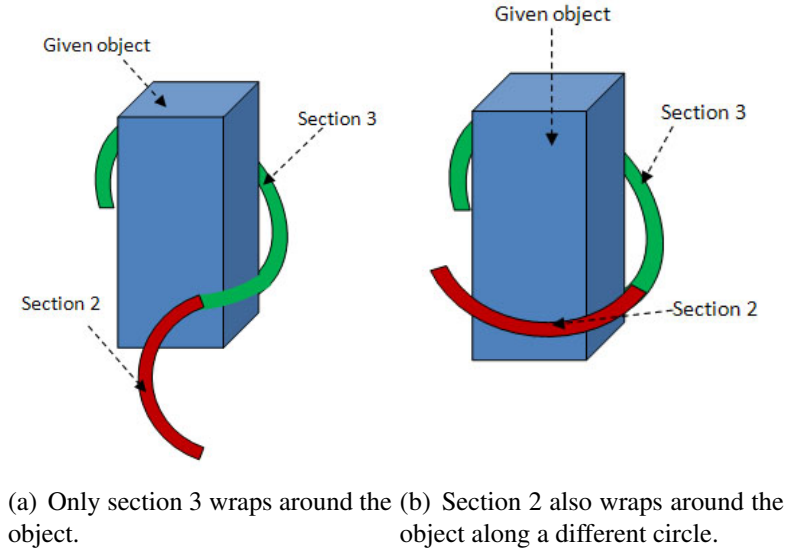 Given object
Section 3
Section 2
Given object
Section 3
Section 2
(a) Only section 3 wraps around the
object.
(b) Section 2 also wraps around the
object along a different circle.